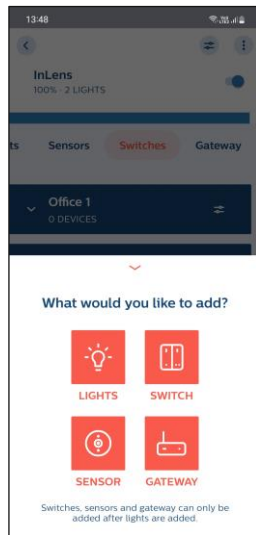 13:48
InLens
100% · 2 LIGHTS
ts Sensors Switches Gateway
Office 1
0 DEVICES
What would you like to add?
LIGHTS SWITCH
SENSOR GATEWAY
Switches, sensors and gateway can only be
added after lights are added.